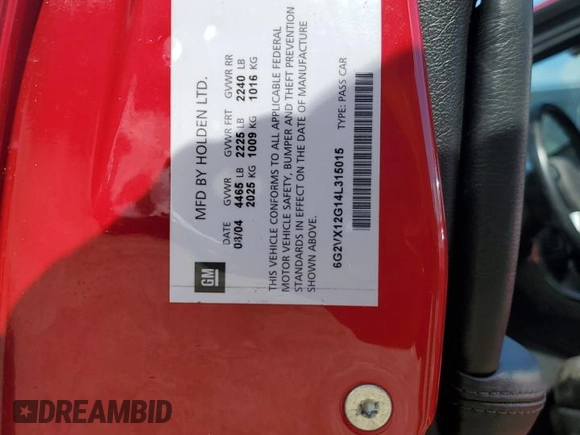 GM
MFD BY HOLDEN LTD.
DATE GVWR GVWR FRT GVWR RR
08/04 4465 LB 2225 LB 2240 LB
2025 KG 1009 KG 1016 KG
THIS VEHICLE CONFORMS TO ALL APPLICABLE FEDERAL
MOTOR VEHICLE SAFETY, BUMPER AND THEFT PREVENTION
STANDARDS IN EFFECT ON THE DATE OF MANUFACTURE
SHOWN ABOVE.
6G2VX12G14L315015 TYPE: PASS CAR
DREAMBID